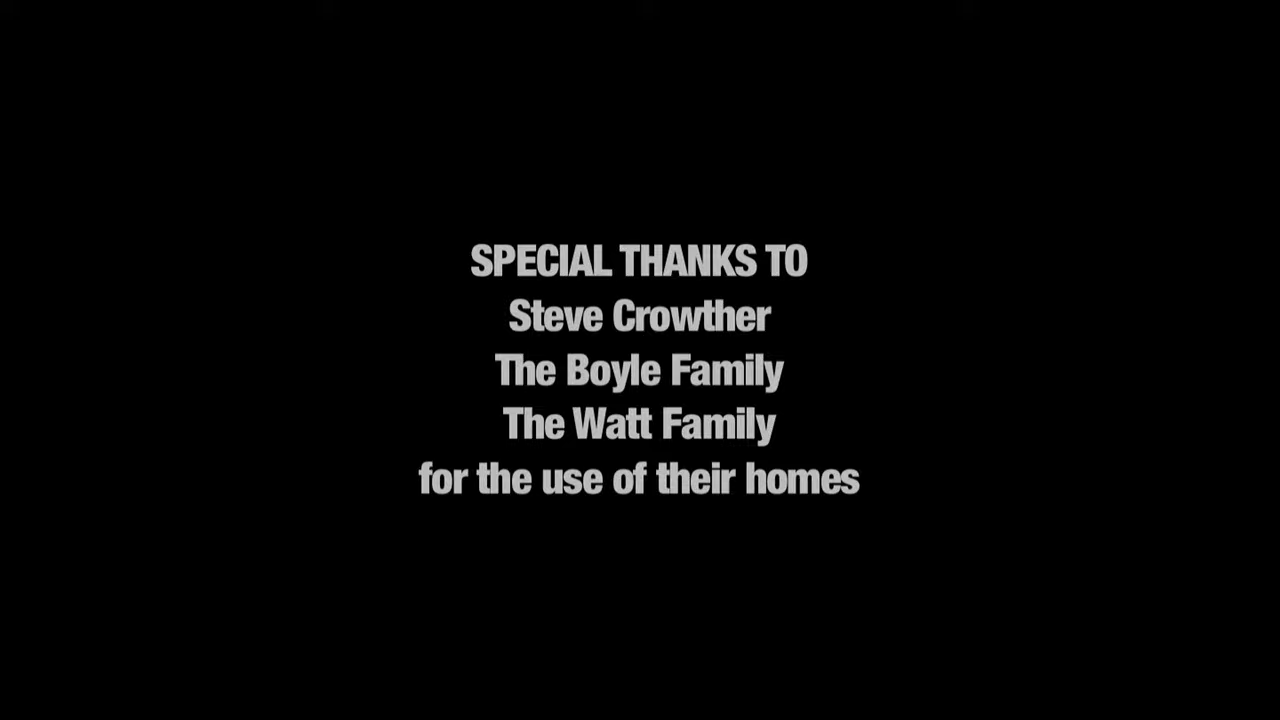 SPECIAL THANKS TO
Steve Crowther
The Boyle Family
The Watt Family
for the use of their homes